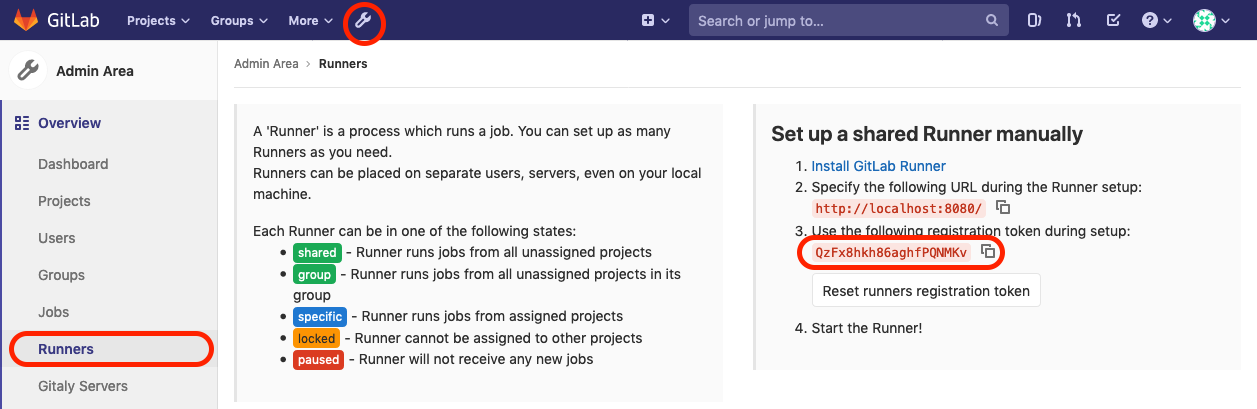 GitLab Projects Groups More Search or jump to...
Admin Area
Overview
Dashboard
Projects
Users
Groups
Jobs
Runners
Gitaly Servers
Admin Area › Runners
A 'Runner' is a process which runs a job. You can set up as many
Runners as you need.
Runners can be placed on separate users, servers, even on your local
machine.
Each Runner can be in one of the following states:
• shared - Runner runs jobs from all unassigned projects
• group - Runner runs jobs from all unassigned projects in its
group
• specific - Runner runs jobs from assigned projects
• locked - Runner cannot be assigned to other projects
• paused - Runner will not receive any new jobs
Set up a shared Runner manually
1. Install GitLab Runner
2. Specify the following URL during the Runner setup:
http://localhost:8080/
3. Use the following registration token during setup:
QzFx8hkh86aghfPQNMKv
Reset runners registration token
4. Start the Runner!